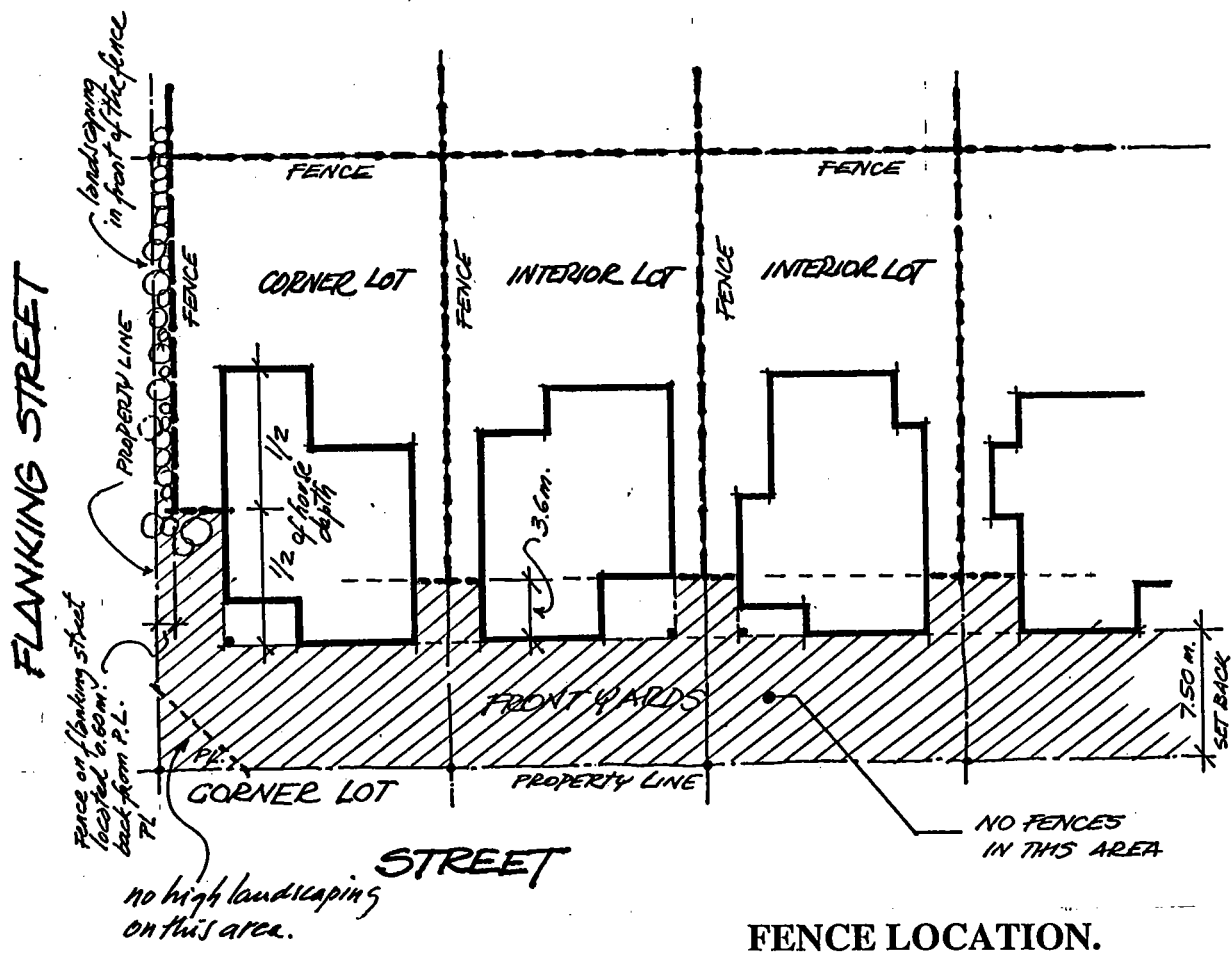 landscaping
in front of the fence
FENCE
FENCE
FLANKING STREET
PROPERTY LINE
FENCE
CORNER LOT
FENCE
INTERIOR LOT
FENCE
INTERIOR LOT
1/2
1/2
of house
depth
3.6m.
Fence on flanking street
located 0.60m.
back from P.L.
PL
FRONT YARDS
7.50 m.
SET BACK
PL.
CORNER LOT
PROPERTY LINE
NO FENCES
IN THIS AREA
STREET
no high landscaping
on this area.
FENCE LOCATION.